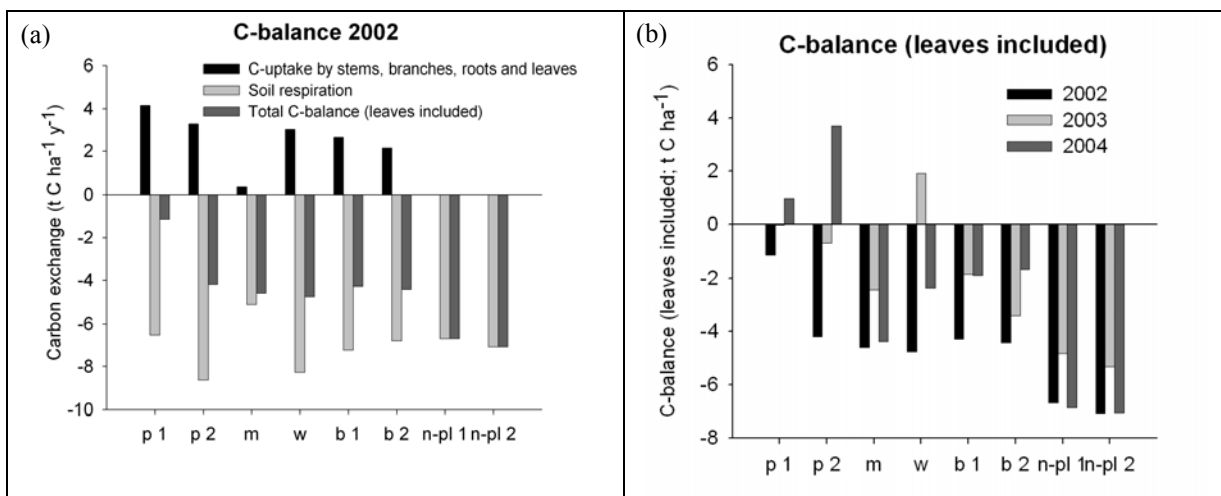 (a)
C-balance 2002
C-uptake by stems, branches, roots and leaves
Soil respiration
Total C-balance (leaves included)
Carbon exchange (t C ha⁻¹ y⁻¹)
6
4
2
0
-2
-4
-6
-8
-10
p 1 p 2 m w b 1 b 2 n-pl 1 n-pl 2
(b)
C-balance (leaves included)
2002
2003
2004
C-balance (leaves included; t C ha⁻¹)
6
4
2
0
-2
-4
-6
-8
p 1 p 2 m w b 1 b 2 n-pl 1 n-pl 2